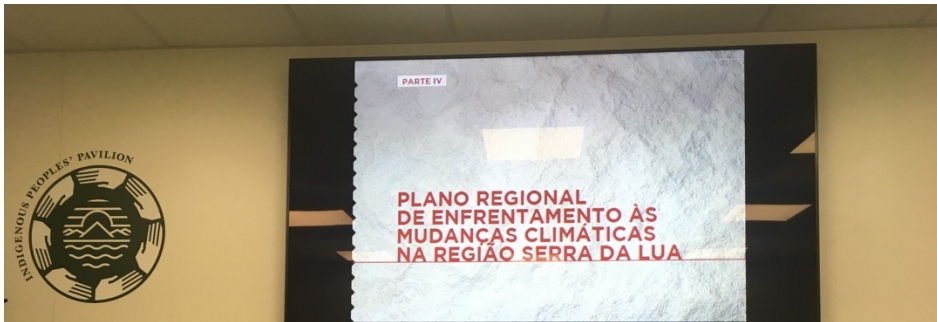 INDIGENOUS PEOPLES' PAVILION
PARTE IV
PLANO REGIONAL
DE ENFRENTAMENTO ÀS
MUDANÇAS CLIMÁTICAS
NA REGIÃO SERRA DA LUA